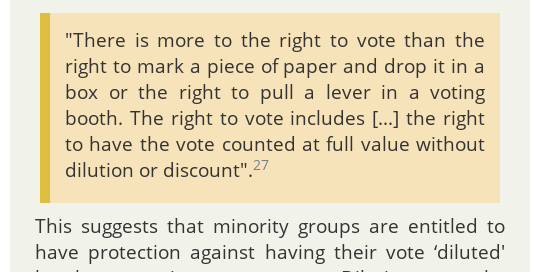 "There is more to the right to vote than the
right to mark a piece of paper and drop it in a
box or the right to pull a lever in a voting
booth. The right to vote includes [...] the right
to have the vote counted at full value without
dilution or discount".27
This suggests that minority groups are entitled to
have protection against having their vote ‘diluted'